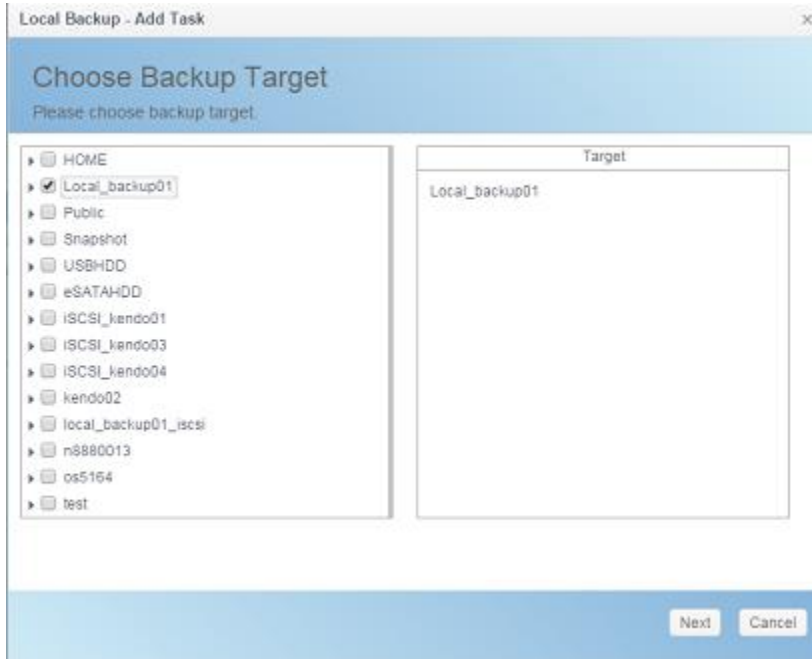 Local Backup - Add Task
Choose Backup Target
Please choose backup target.
HOME
Local_backup01
Public
Snapshot
USBHDD
eSATAHDD
iSCSI_kendo01
iSCSI_kendo03
iSCSI_kendo04
kendo02
local_backup01_iscsi
n8880013
os5164
test
Target
Local_backup01
Next
Cancel